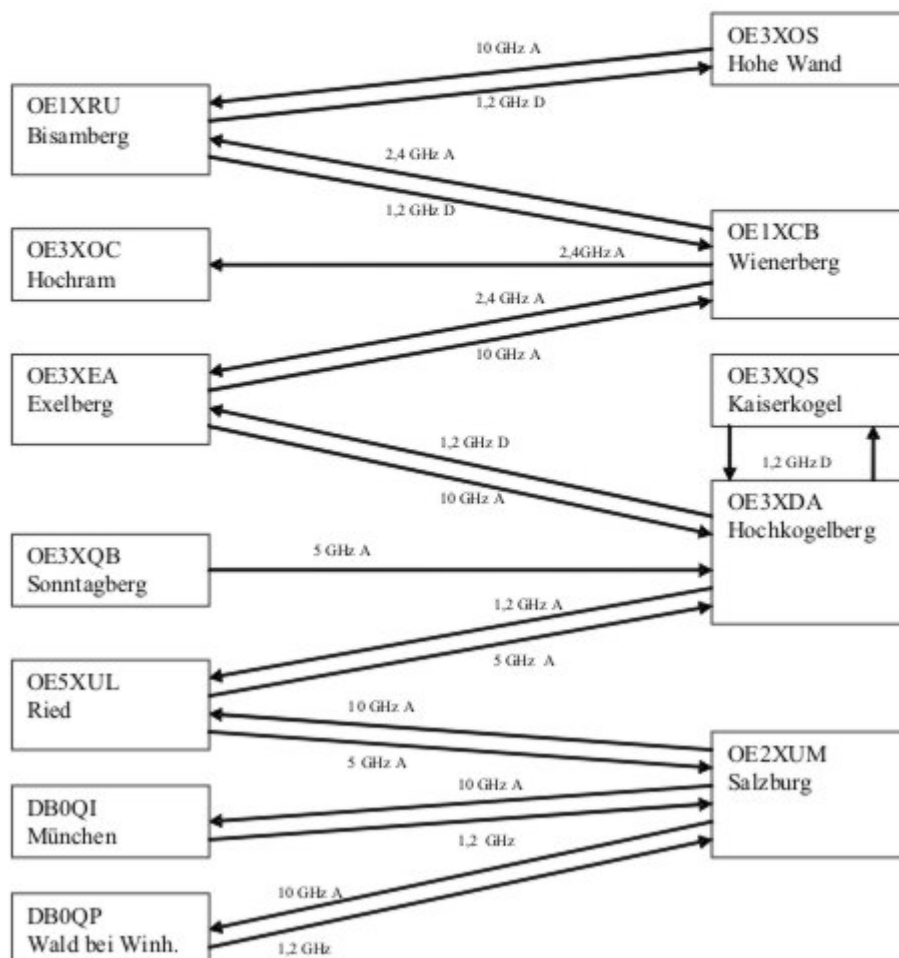 OE3XOS
Hohe Wand
10 GHz A
1,2 GHz D
OE1XRU
Bisamberg
2,4 GHz A
1,2 GHz D
OE1XCB
Wienerberg
OE3XOC
Hochram
2,4GHz A
2,4 GHz A
10 GHz A
OE3XEA
Exelberg
OE3XQS
Kaiserkogel
1,2 GHz D
1,2 GHz D
10 GHz A
OE3XDA
Hochkogelberg
OE3XQB
Sonntagberg
5 GHz A
1,2 GHz A
5 GHz A
OE5XUL
Ried
10 GHz A
5 GHz A
OE2XUM
Salzburg
DB0QI
München
10 GHz A
1,2 GHz
10 GHz A
DB0QP
Wald bei Winh.
1,2 GHz